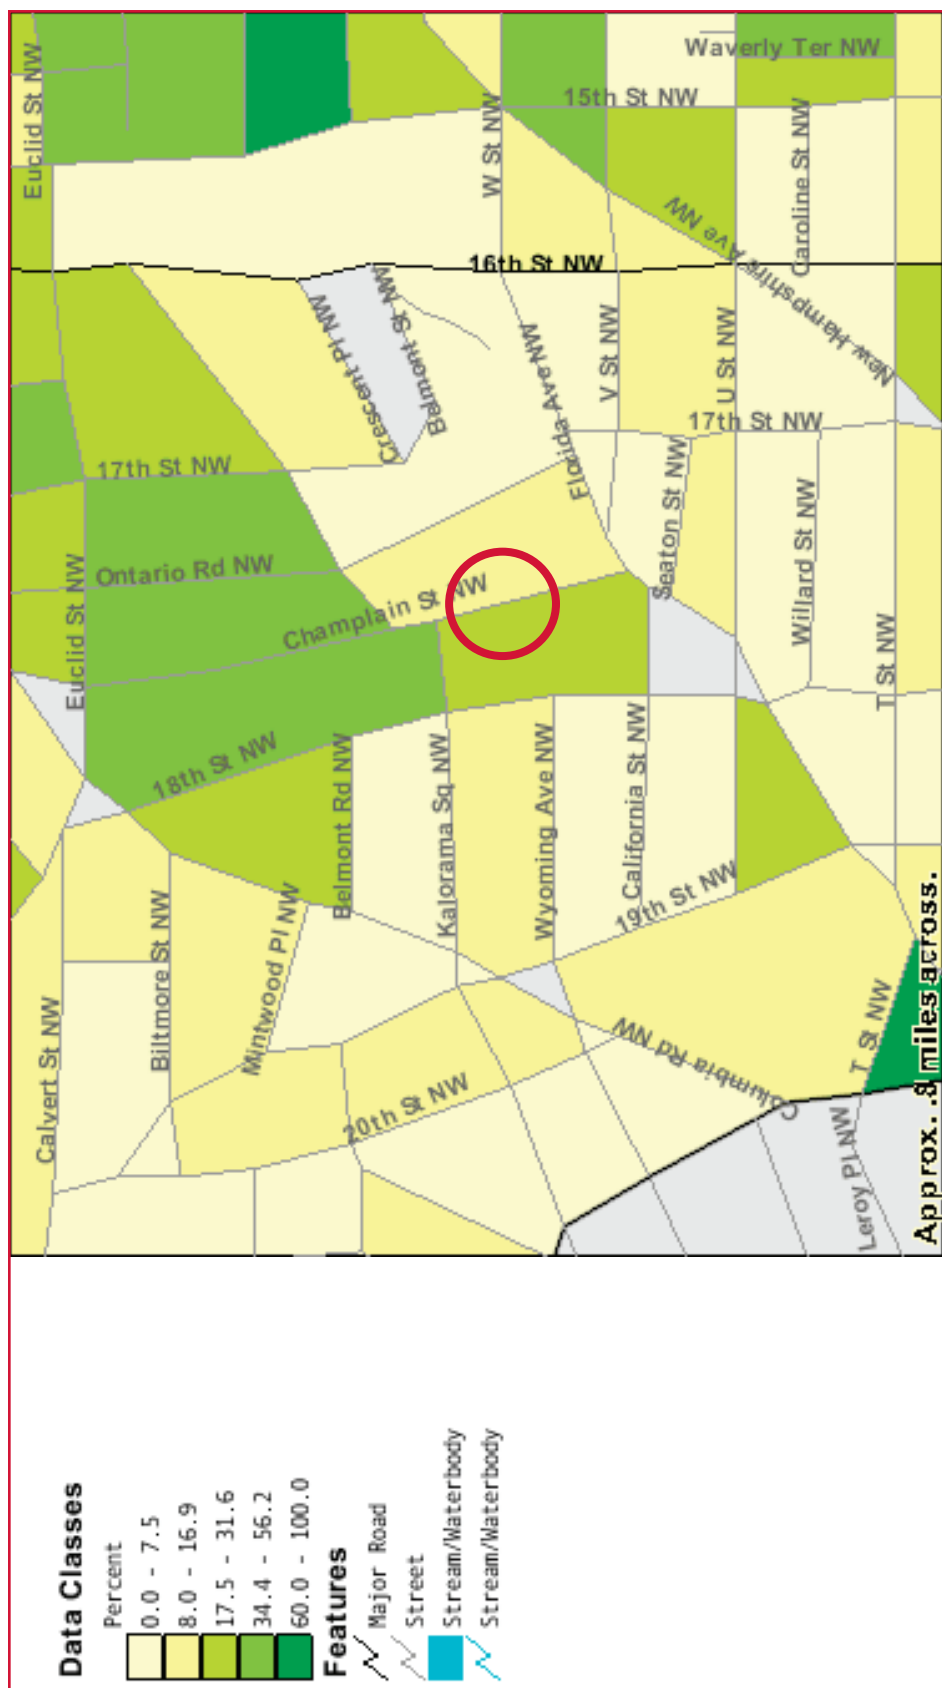 Euclid St NW
Waverly Ter NW
15th St NW
W St NW
Caroline St NW
New Hampshire Ave NW
16th St NW
Crescent Pl NW
Belmont St NW
Florida Ave NW
V St NW
U St NW
17th St NW
17th St NW
Seaton St NW
Willard St NW
Ontario Rd NW
Champlain St NW
Euclid St NW
T St NW
18th St NW
Belmont Rd NW
Kalorama Sq NW
Wyoming Ave NW
California St NW
19th St NW
Biltmore St NW
Mintwood Pl NW
Calvert St NW
20th St NW
Columbia Rd NW
T St NW
Leroy Pl NW
Approx. .8 miles across.
Data Classes
Percent
0.0 - 7.5
8.0 - 16.9
17.5 - 31.6
34.4 - 56.2
60.0 - 100.0
Features
Major Road
Street
Stream/Waterbody
Stream/Waterbody